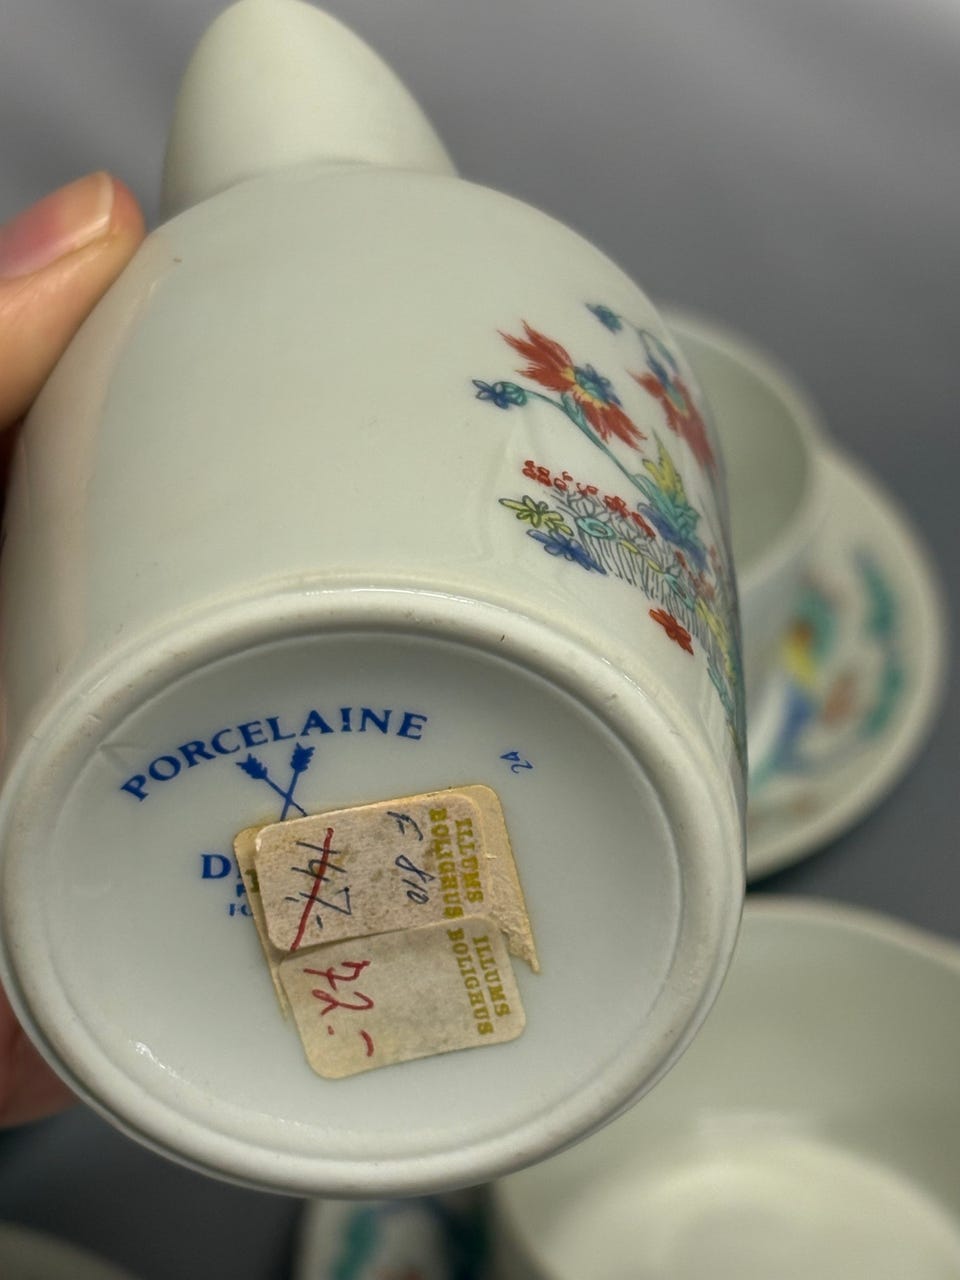 PORCELAINE
24
D
ILLUMS
BOLIGHUS
810
147,-
ILLUMS
BOLIGHUS
72.-